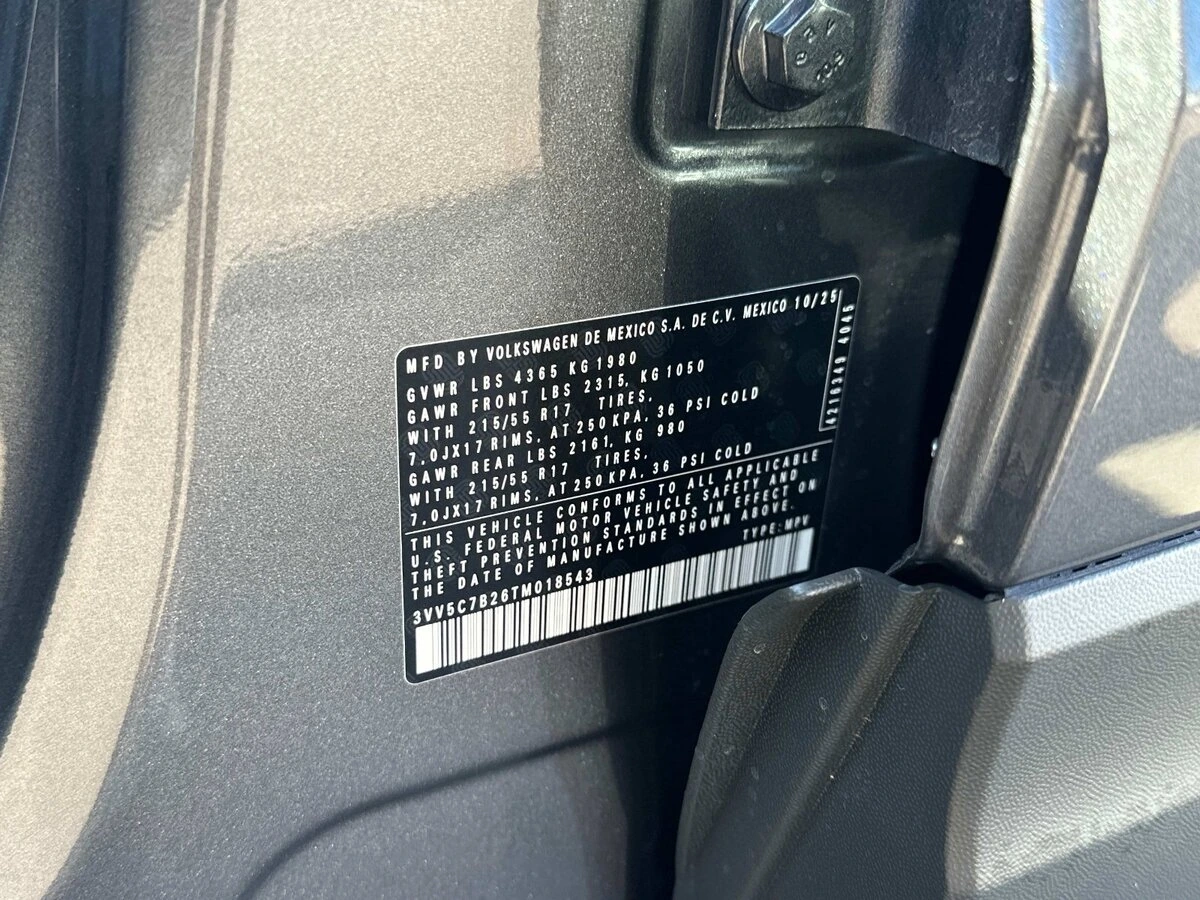 MFD BY VOLKSWAGEN DE MEXICO S.A. DE C.V. MEXICO 10/25
GVWR LBS 4365 KG 1980
GAWR FRONT LBS 2315, KG 1050
WITH 215/55 R17 TIRES,
7,0JX17 RIMS, AT 250 KPA, 36 PSI COLD
GAWR REAR LBS 2161, KG 980
WITH 215/55 R17 TIRES,
7,0JX17 RIMS, AT 250 KPA, 36 PSI COLD
4216349 4045
THIS VEHICLE CONFORMS TO ALL APPLICABLE
U.S. FEDERAL MOTOR VEHICLE SAFETY AND
THEFT PREVENTION STANDARDS IN EFFECT ON
THE DATE OF MANUFACTURE SHOWN ABOVE.
3VV5C7B26TM018543 TYPE: MPV